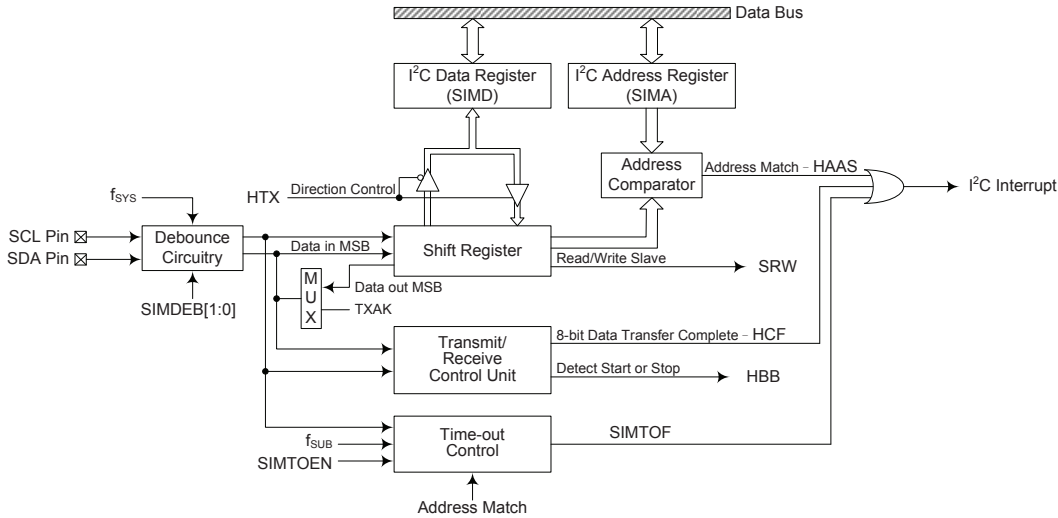 Data Bus
I²C Data Register
(SIMD)
I²C Address Register
(SIMA)
Address
Comparator
Address Match – HAAS
I²C Interrupt
fSYS
HTX
Direction Control
SCL Pin
SDA Pin
Debounce
Circuitry
Data in MSB
Shift Register
Read/Write Slave
SRW
SIMDEB[1:0]
M
U
X
Data out MSB
TXAK
Transmit/
Receive
Control Unit
8-bit Data Transfer Complete – HCF
Detect Start or Stop
HBB
fSUB
SIMTOEN
Time-out
Control
SIMTOF
Address Match